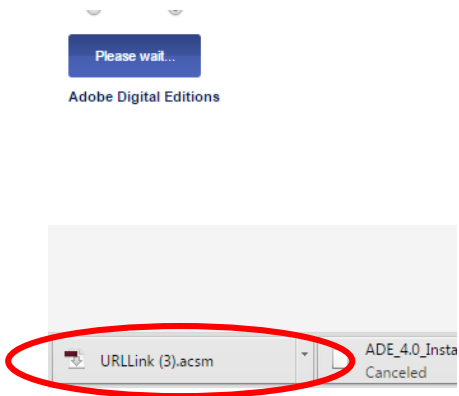 Please wait...
Adobe Digital Editions
URLLink (3).acsm
ADE_4.0_Insta
Canceled